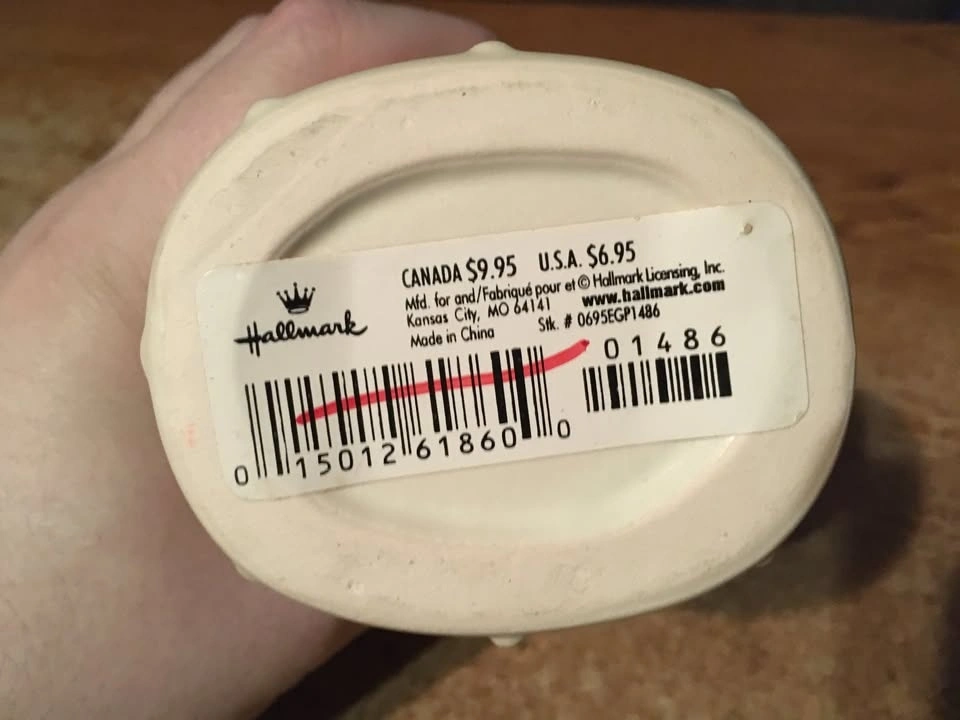 Hallmark
CANADA $9.95 U.S.A. $6.95
Mfd. for and/Fabriqué pour et © Hallmark Licensing, Inc.
Kansas City, MO 64141 www.hallmark.com
Made in China Stk. # 0695EGP1486
0 15012 61860 0
01486